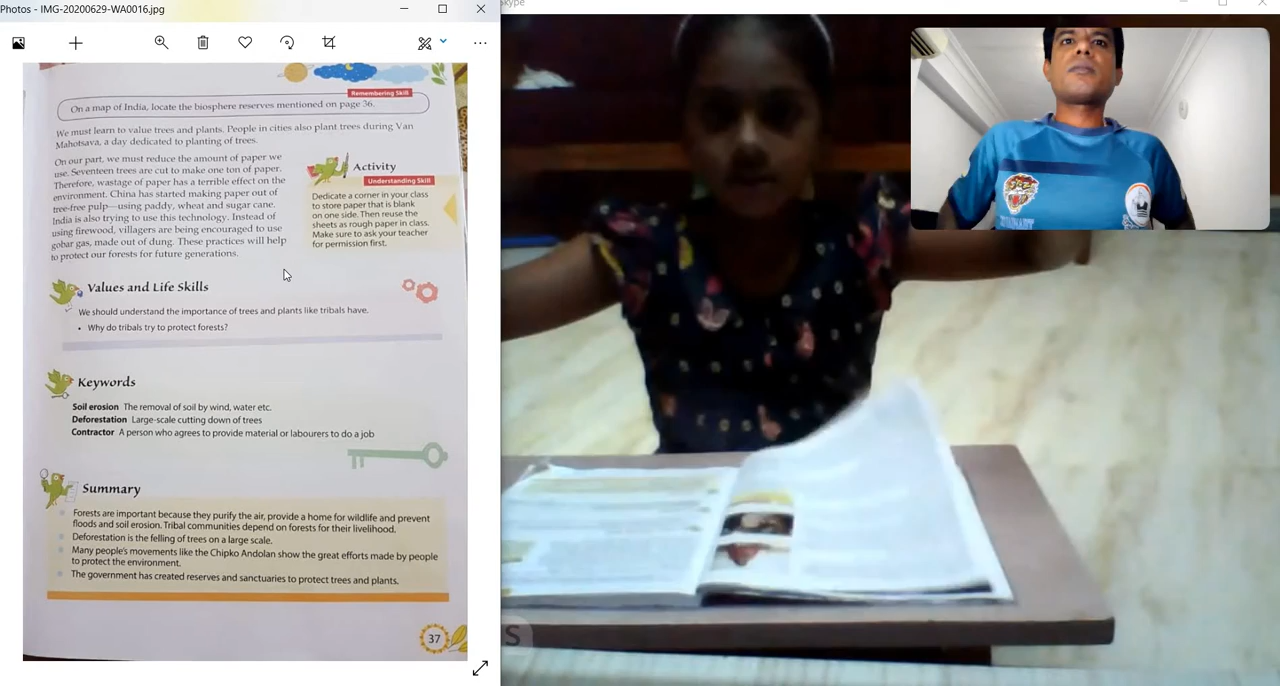 Photos - IMG-20200629-WA0016.jpg
Skype
Remembering Skill
On a map of India, locate the biosphere reserves mentioned on page 36.
We must learn to value trees and plants. People in cities also plant trees during Van
Mahotsava, a day dedicated to planting of trees.
On our part, we must reduce the amount of paper we
use. Seventeen trees are cut to make one ton of paper.
Therefore, wastage of paper has a terrible effect on the
environment. China has started making paper out of
tree-free pulp—using paddy, wheat and sugar cane.
India is also trying to use this technology. Instead of
using firewood, villagers are being encouraged to use
gobar gas, made out of dung. These practices will help
to protect our forests for future generations.
Activity
Understanding Skill
Dedicate a corner in your class
to store paper that is blank
on one side. Then reuse the
sheets as rough paper in class.
Make sure to ask your teacher
for permission first.
Values and Life Skills
We should understand the importance of trees and plants like tribals have.
• Why do tribals try to protect forests?
Keywords
Soil erosion The removal of soil by wind, water etc.
Deforestation Large-scale cutting down of trees
Contractor A person who agrees to provide material or labourers to do a job
Summary
Forests are important because they purify the air, provide a home for wildlife and prevent
floods and soil erosion. Tribal communities depend on forests for their livelihood.
Deforestation is the felling of trees on a large scale.
Many people's movements like the Chipko Andolan show the great efforts made by people
to protect the environment.
The government has created reserves and sanctuaries to protect trees and plants.
37
S